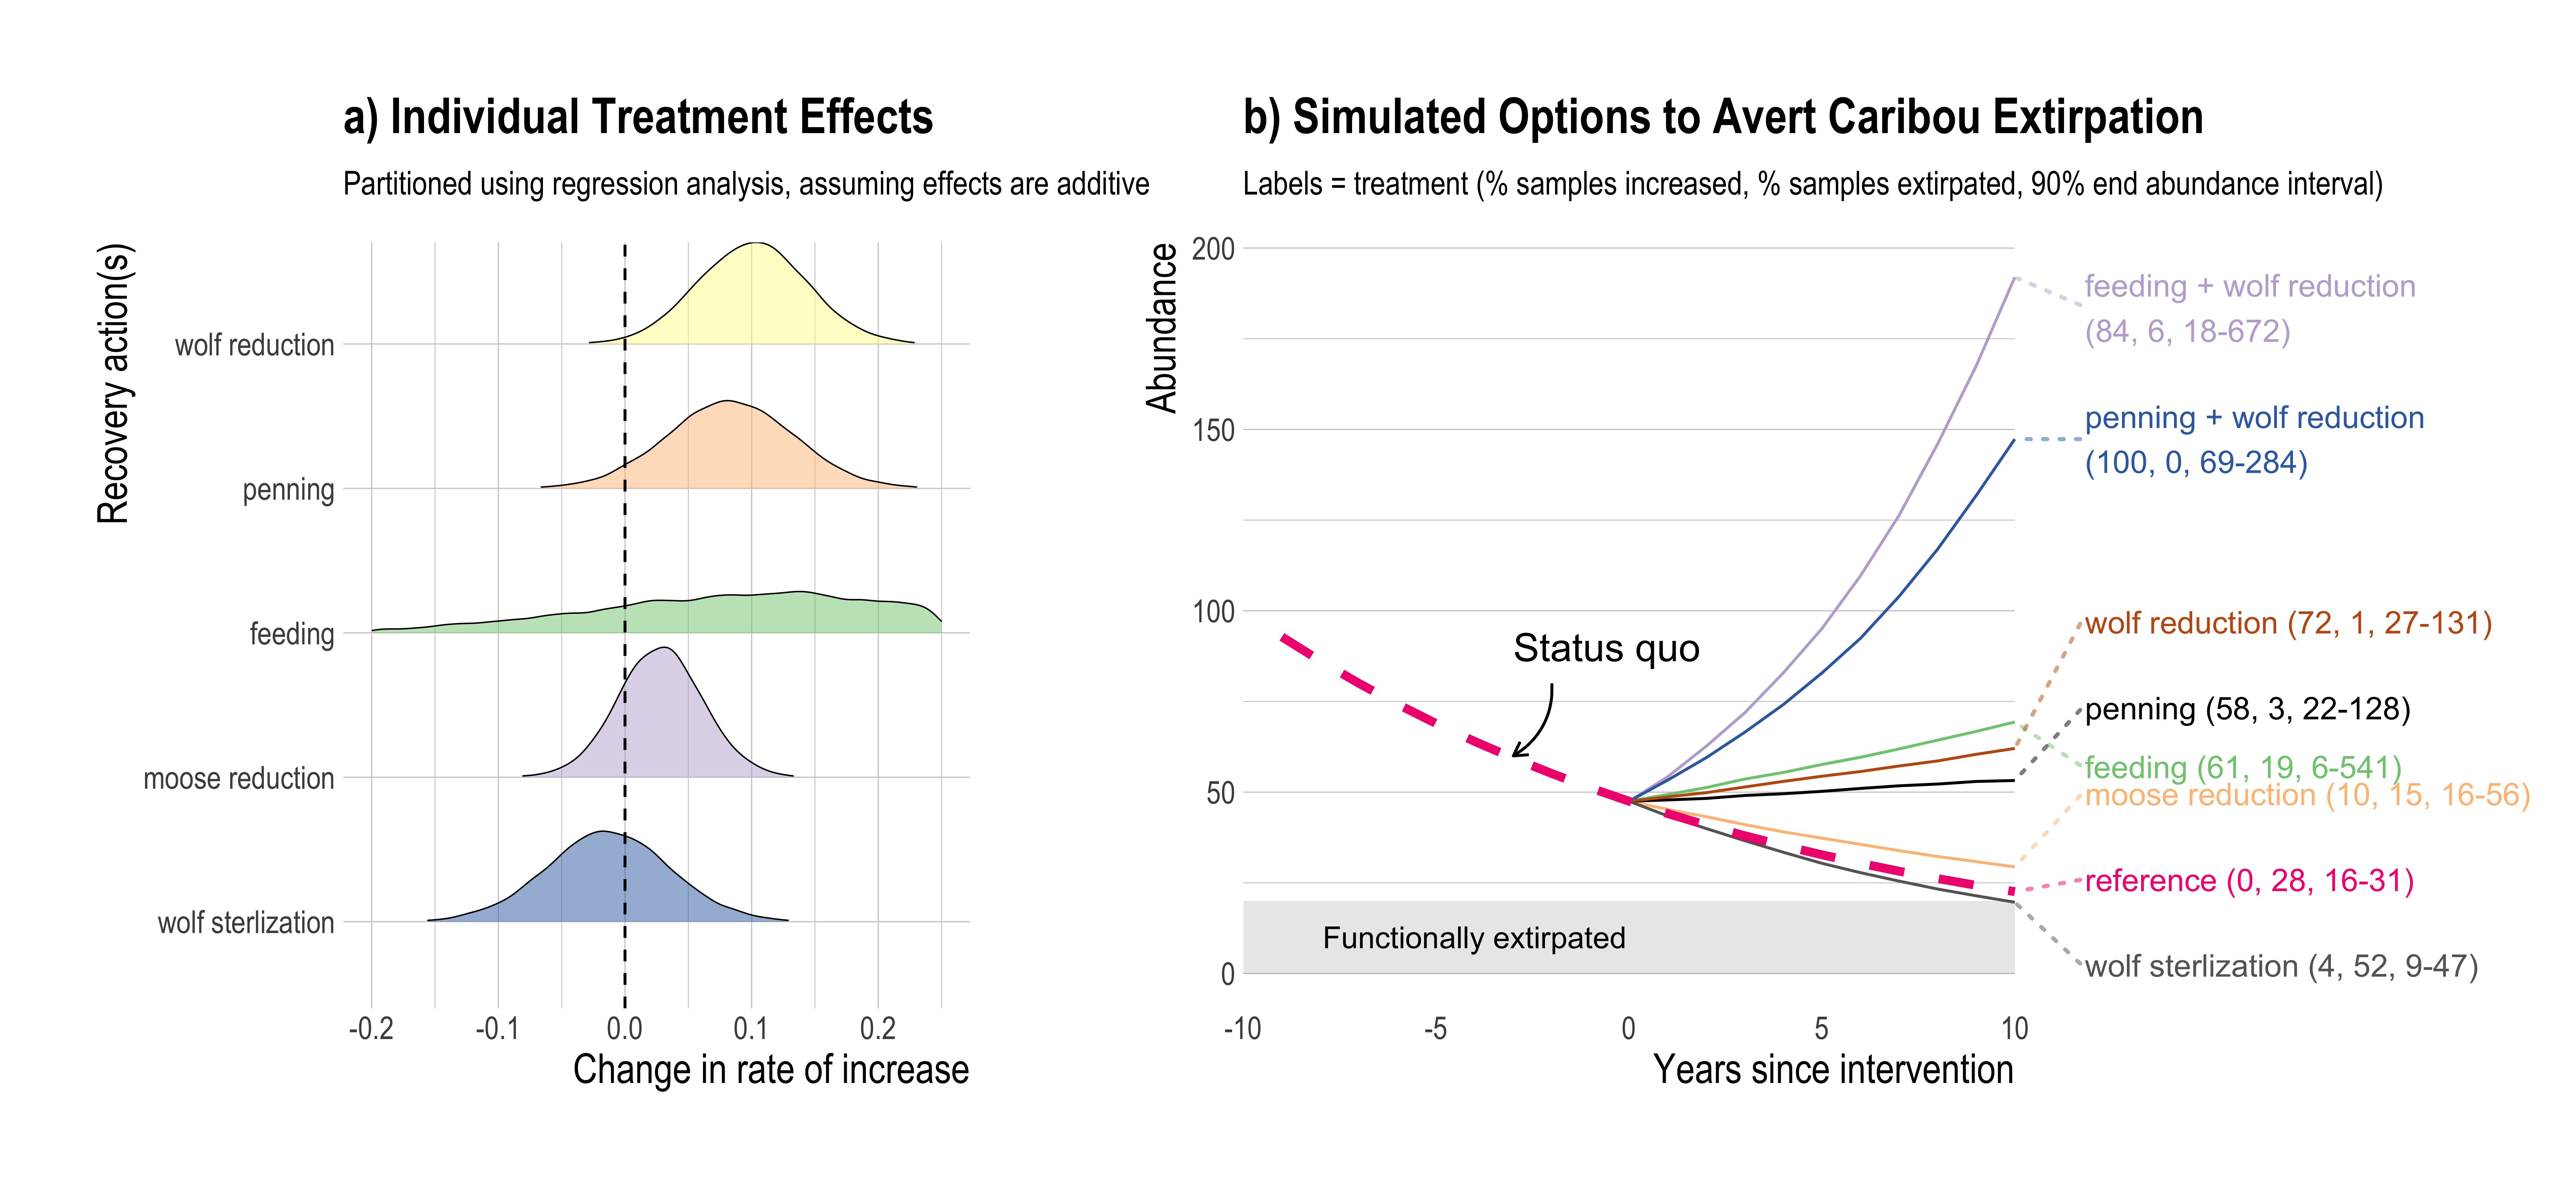 a) Individual Treatment Effects
Partitioned using regression analysis, assuming effects are additive
Recovery action(s)
wolf reduction
penning
feeding
moose reduction
wolf sterlization
-0.2
-0.1
0.0
0.1
0.2
Change in rate of increase
b) Simulated Options to Avert Caribou Extirpation
Labels = treatment (% samples increased, % samples extirpated, 90% end abundance interval)
Abundance
200
150
100
50
0
Status quo
Functionally extirpated
feeding + wolf reduction
(84, 6, 18-672)
penning + wolf reduction
(100, 0, 69-284)
wolf reduction (72, 1, 27-131)
penning (58, 3, 22-128)
feeding (61, 19, 6-541)
moose reduction (10, 15, 16-56)
reference (0, 28, 16-31)
wolf sterlization (4, 52, 9-47)
-10
-5
0
5
10
Years since intervention